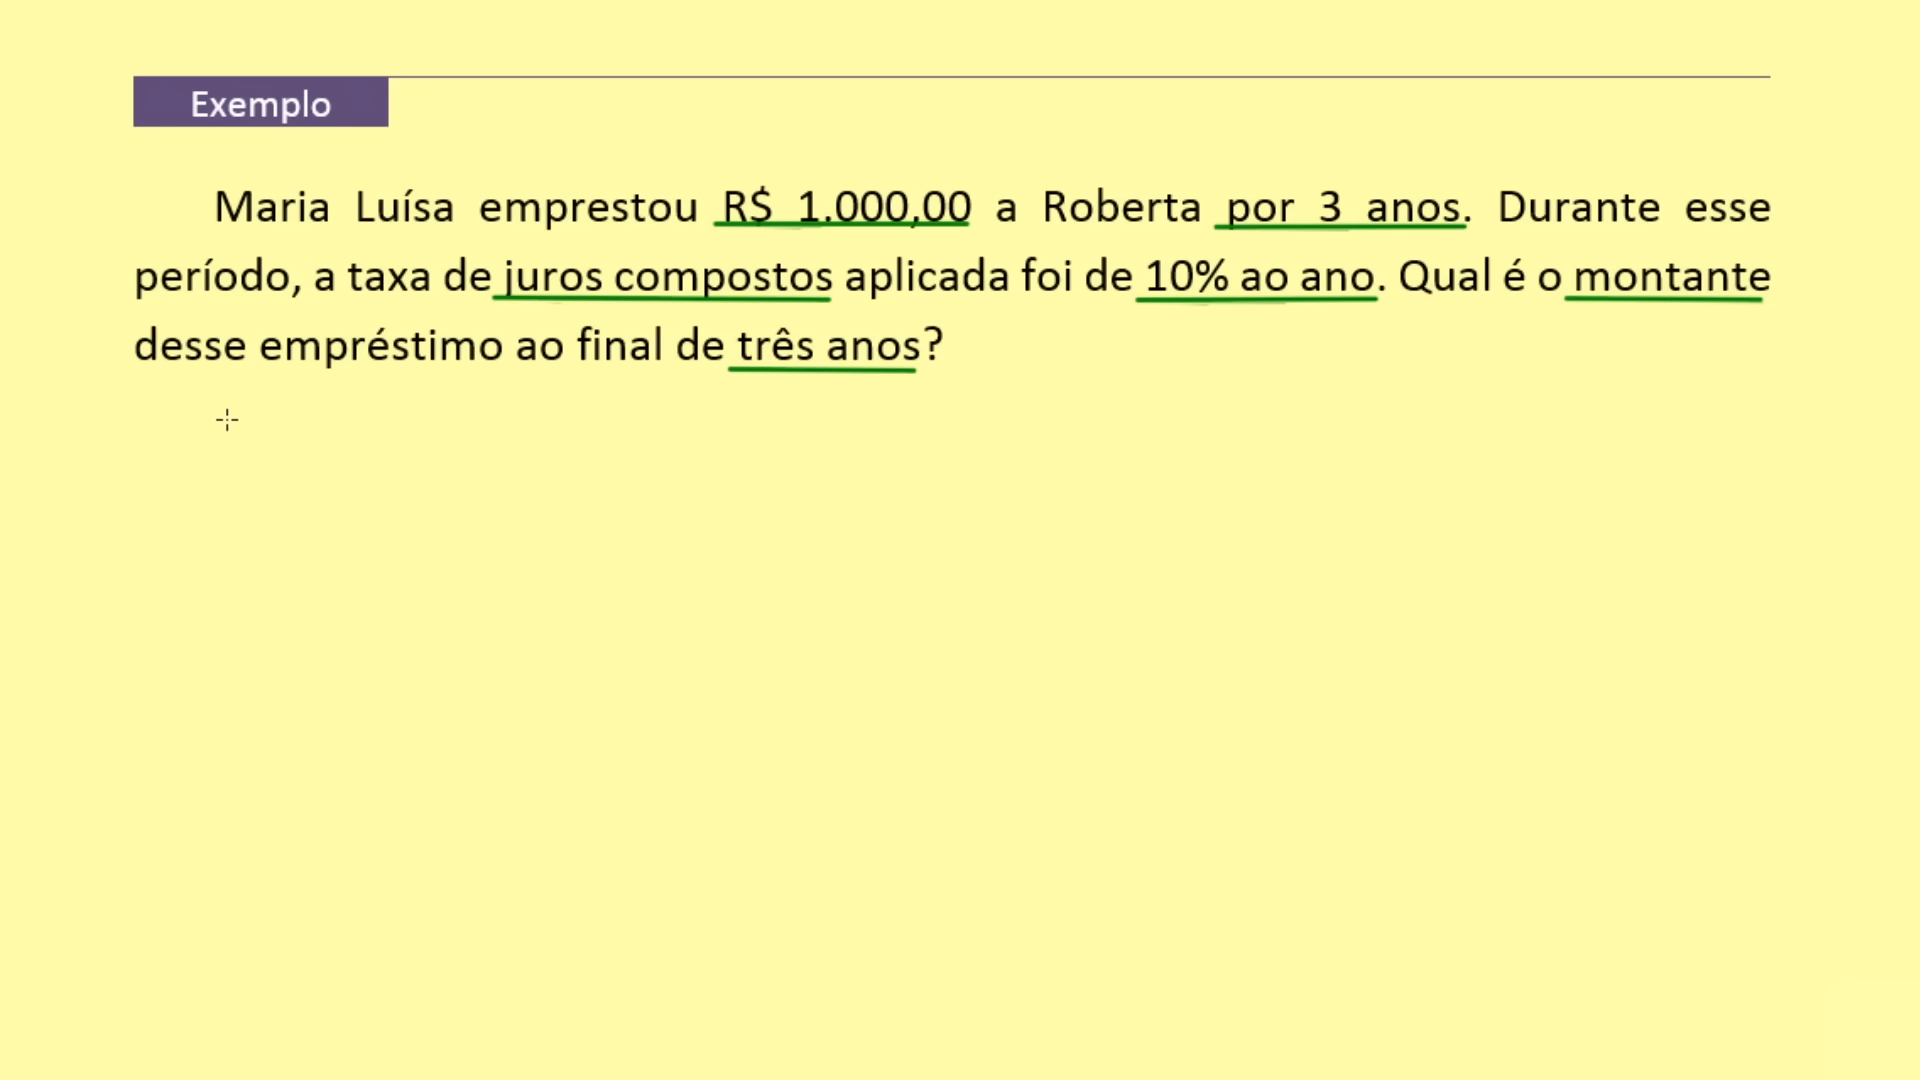 Exemplo
Maria Luísa emprestou R$ 1.000,00 a Roberta por 3 anos. Durante esse
período, a taxa de juros compostos aplicada foi de 10% ao ano. Qual é o montante
desse empréstimo ao final de três anos?